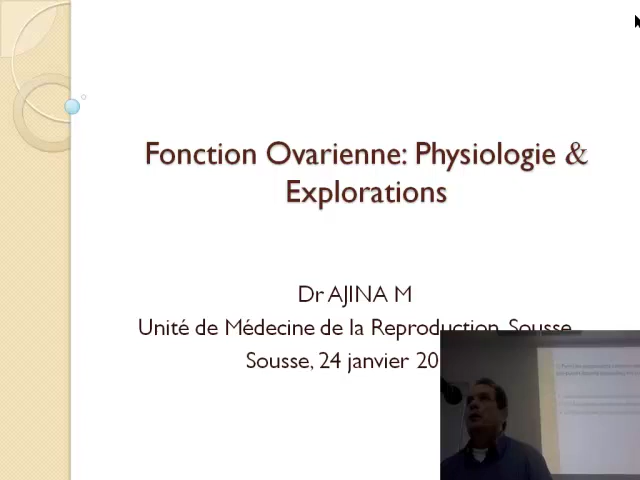 Fonction Ovarienne: Physiologie &
Explorations
Dr AJINA M
Unité de Médecine de la Reproduction, Sousse
Sousse, 24 janvier 20